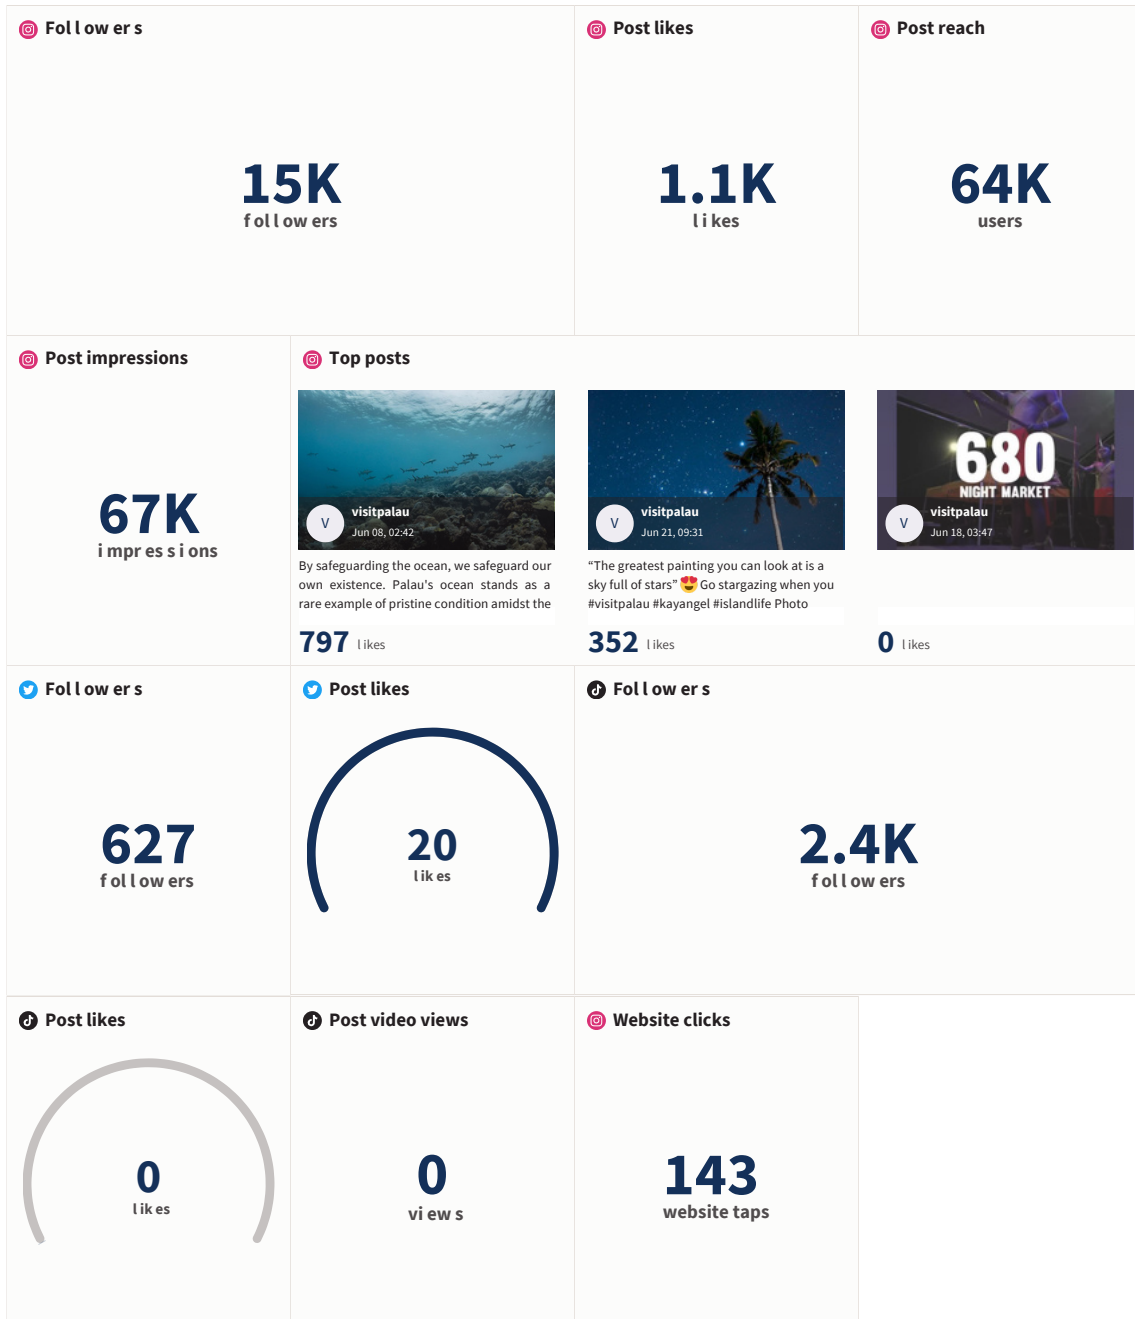 Followers
Post likes
Post reach
15K
followers
1.1K
likes
64K
users
Post impressions
Top posts
67K
impressions
V
visitpalau
Jun 08, 02:42
By safeguarding the ocean, we safeguard our
own existence. Palau's ocean stands as a
rare example of pristine condition amidst the
797 likes
V
visitpalau
Jun 21, 09:31
“The greatest painting you can look at is a
sky full of stars” 😍 Go stargazing when you
#visitpalau #kayangel #islandlife Photo
352 likes
680
NIGHT MARKET
V
visitpalau
Jun 18, 03:47
0 likes
Followers
Post likes
Followers
627
followers
20
likes
2.4K
followers
Post likes
Post video views
Website clicks
0
likes
0
views
143
website taps